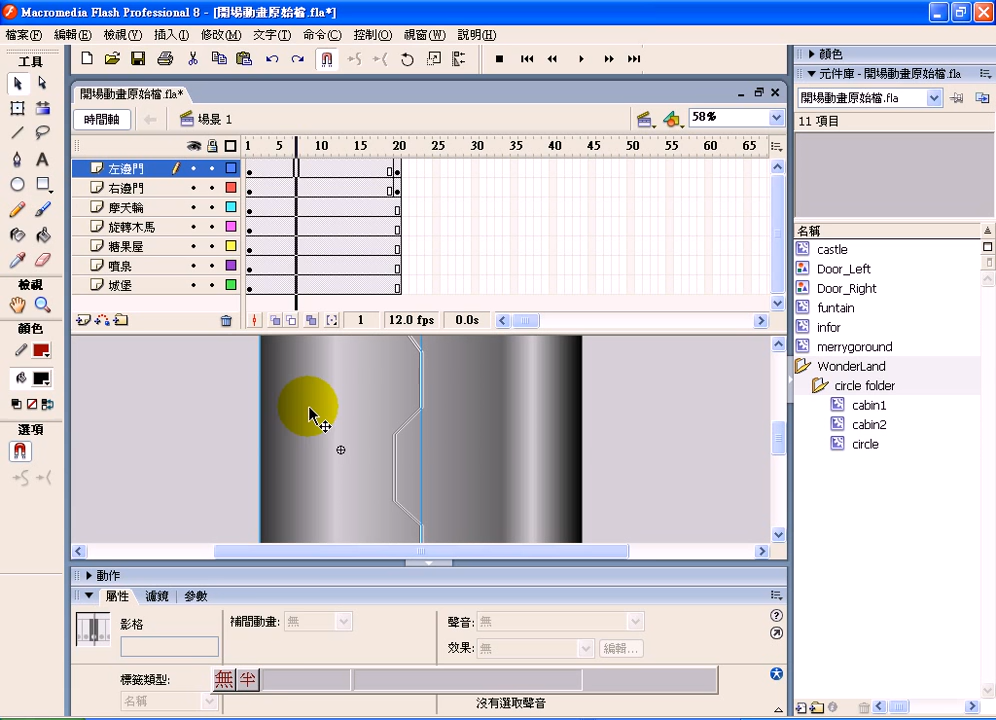 Macromedia Flash Professional 8 - [開場動畫原始檔.fla*]
檔案(F) 編輯(E) 檢視(V) 插入(I) 修改(M) 文字(T) 命令(C) 控制(O) 視窗(W) 說明(H)
工具
檢視
顏色
選項
開場動畫原始檔.fla*
時間軸
場景 1
58%
1 5 10 15 20 25 30 35 40 45 50 55 60 65
左邊門
右邊門
摩天輪
旋轉木馬
糖果屋
噴泉
城堡
1 12.0 fps 0.0s
動作
屬性 濾鏡 參數
影格
補間動畫: 無
聲音: 無
效果: 無 編輯...
標籤類型:
名稱
無 半
沒有選取聲音
顏色
元件庫 - 開場動畫原始檔.fla
開場動畫原始檔.fla
11 項目
名稱
castle
Door_Left
Door_Right
funtain
infor
merrygoround
WonderLand
circle folder
cabin1
cabin2
circle